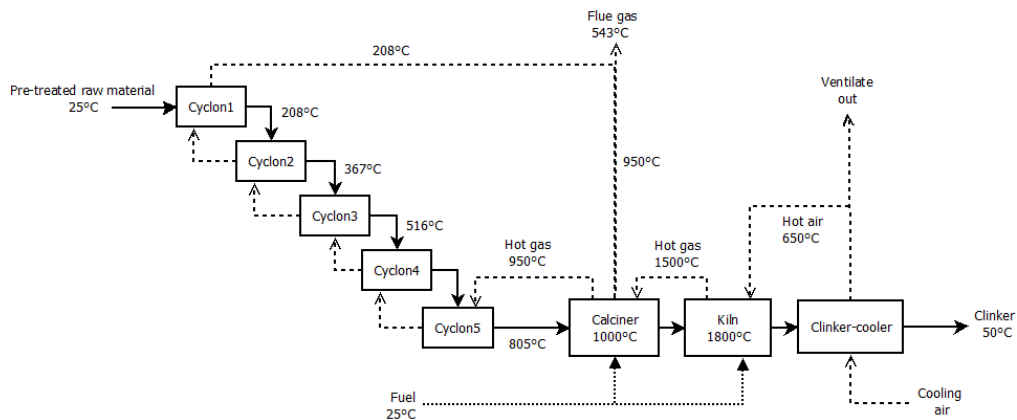 Flue gas
543°C
208°C
Pre-treated raw material
25°C
Cyclon1
208°C
Ventilate
out
Cyclon2
367°C
950°C
Cyclon3
516°C
Hot gas
950°C
Hot gas
1500°C
Hot air
650°C
Cyclon4
Cyclon5
805°C
Calciner
1000°C
Kiln
1800°C
Clinker-cooler
Clinker
50°C
Fuel
25°C
Cooling
air